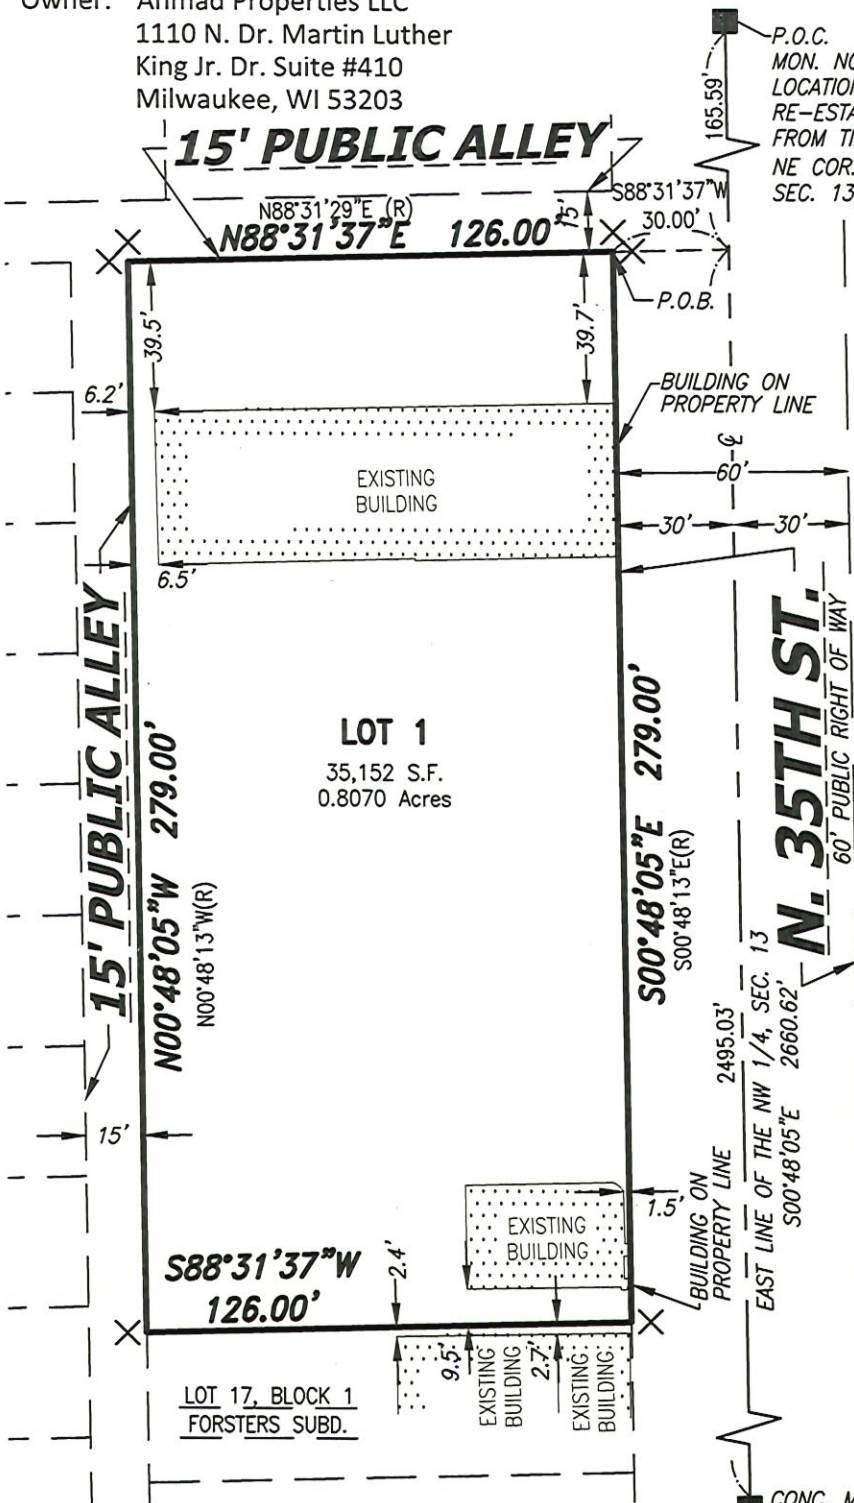 Owner: Ahmad Properties LLC
1110 N. Dr. Martin Luther
King Jr. Dr. Suite #410
Milwaukee, WI 53203
P.O.C.
MON. NO
LOCATION
RE-ESTA
FROM TI
NE COR.
SEC. 13
165.59'
15' PUBLIC ALLEY
N88°31'29"E (R)
N88°31'37"E 126.00'
15'
S88°31'37"W
30.00'
P.O.B.
39.5'
39.7'
6.2'
BUILDING ON
PROPERTY LINE
EXISTING
BUILDING
60'
30'
30'
6.5'
15' PUBLIC ALLEY
N. 35TH ST.
60' PUBLIC RIGHT OF WAY
LOT 1
35,152 S.F.
0.8070 Acres
N00°48'05"W 279.00'
N00°48'13"W(R)
S00°48'05"E 279.00'
S00°48'13"E(R)
2495.03'
EAST LINE OF THE NW 1/4, SEC. 13
S00°48'05"E 2660.62'
15'
EXISTING
BUILDING
1.5'
BUILDING ON
PROPERTY LINE
S88°31'37"W
126.00'
2.4'
9.5'
EXISTING
BUILDING
2.7'
EXISTING
BUILDING
LOT 17, BLOCK 1
FORSTERS SUBD.
CONC. M